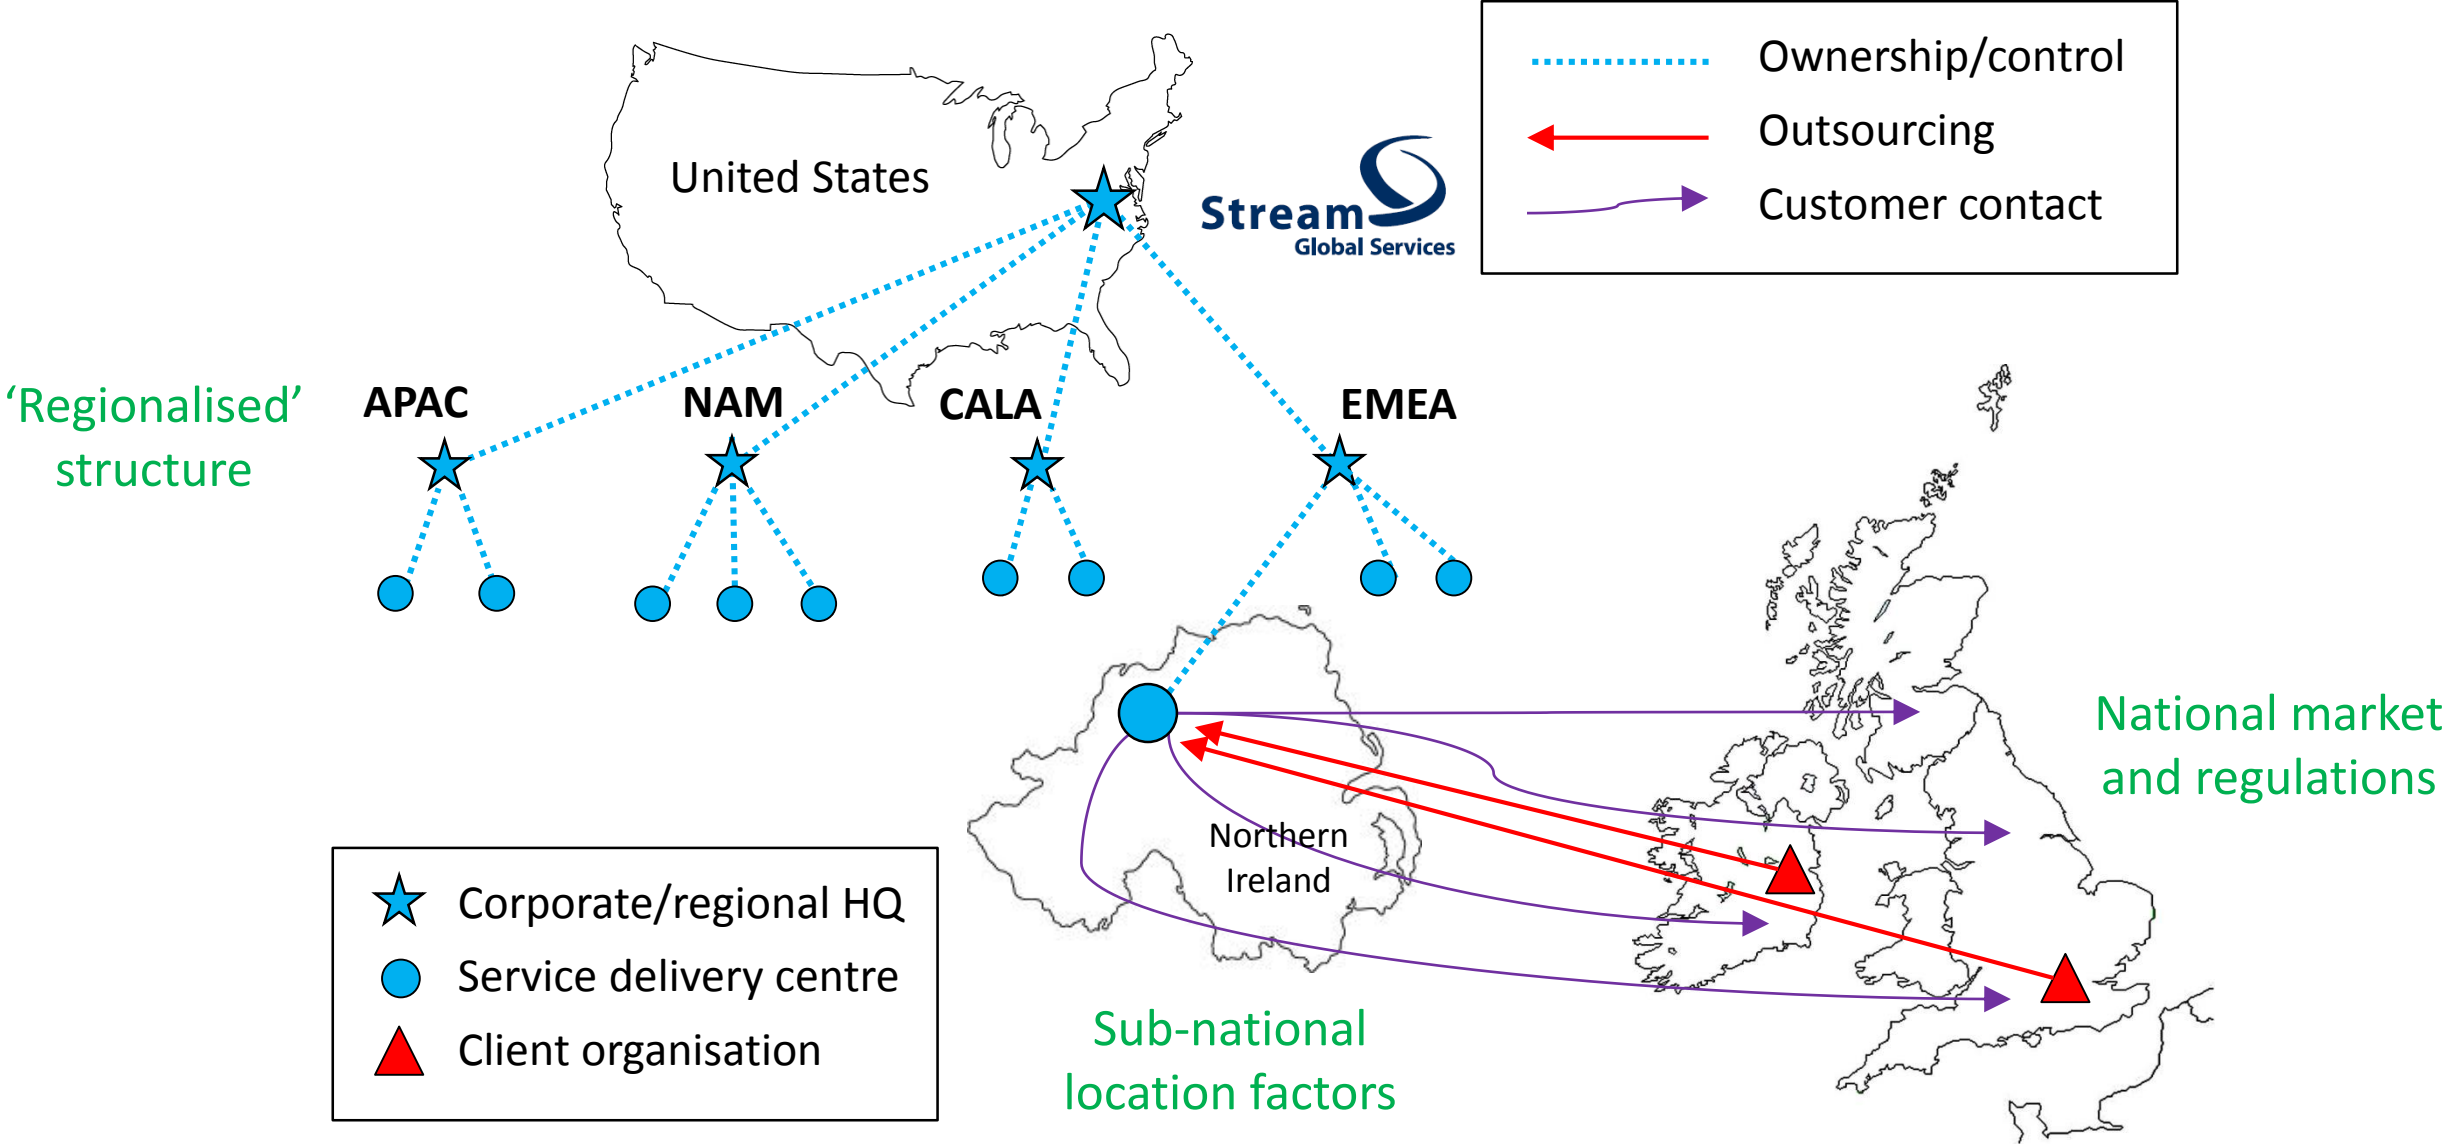 Ownership/control
Outsourcing
Customer contact
United States
Stream
Global Services
‘Regionalised’
structure
APAC
NAM
CALA
EMEA
National market
and regulations
Northern
Ireland
Corporate/regional HQ
Service delivery centre
Client organisation
Sub-national
location factors